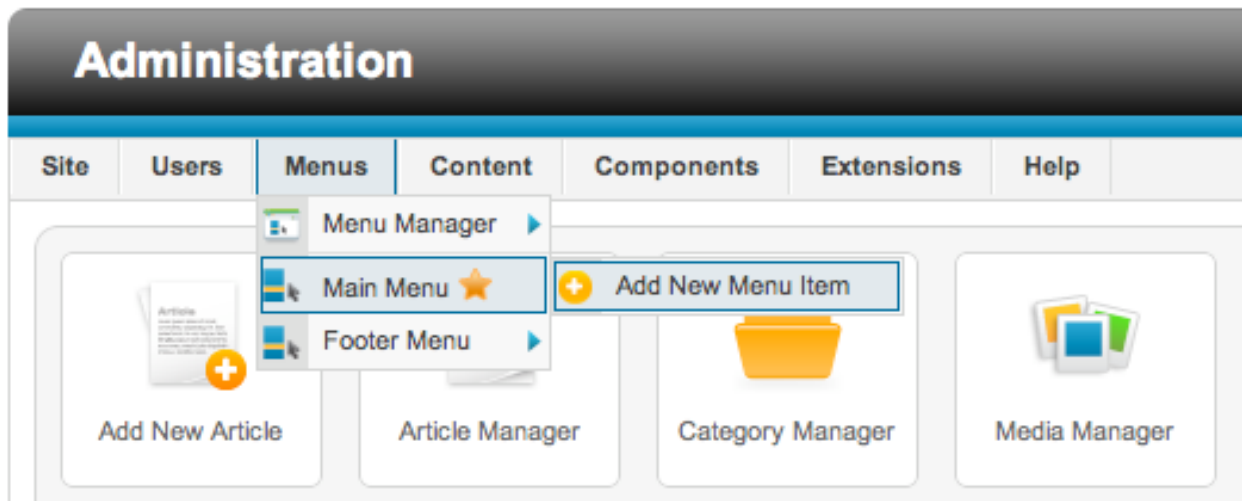 Administration
Site Users Menus Content Components Extensions Help
Menu Manager
Main Menu Add New Menu Item
Footer Menu
Article
Add New Article Article Manager Category Manager Media Manager